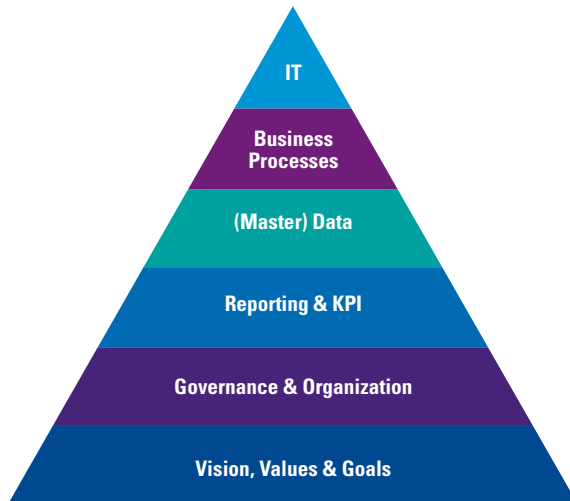 IT
Business
Processes
(Master) Data
Reporting & KPI
Governance & Organization
Vision, Values & Goals